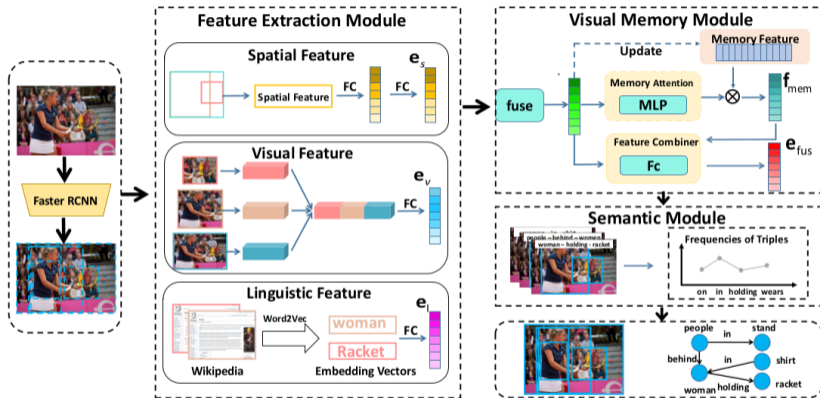 Feature Extraction Module
Spatial Feature
Spatial Feature
FC
FC
e_s
Faster RCNN
Visual Feature
FC
e_v
Linguistic Feature
Word2Vec
woman
Racket
FC
e_l
Wikipedia
Embedding Vectors
Visual Memory Module
Memory Feature
Update
fuse
Memory Attention
MLP
f_mem
Feature Combiner
Fc
e_fus
Semantic Module
people – behind – women
woman – holding - racket
Frequencies of Triples
on in holding wears
people
in
stand
behind
in
shirt
woman
holding
racket